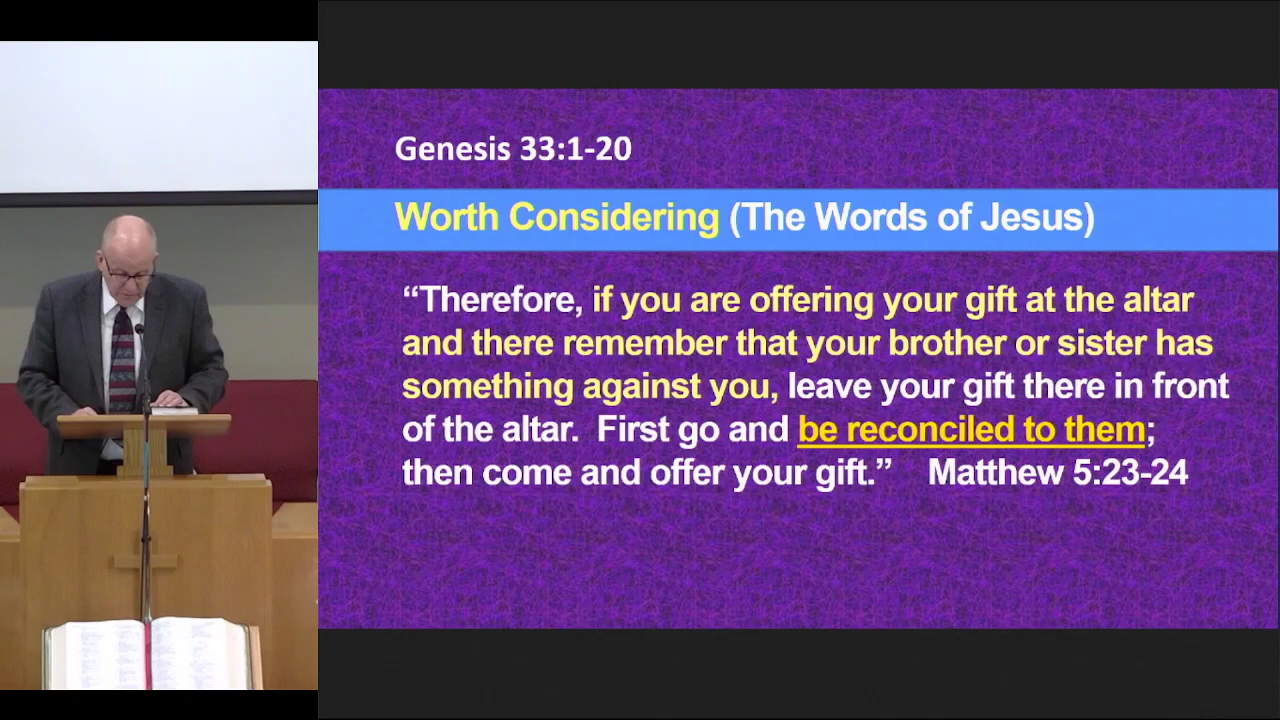 Genesis 33:1-20
Worth Considering (The Words of Jesus)
“Therefore, if you are offering your gift at the altar
and there remember that your brother or sister has
something against you, leave your gift there in front
of the altar.  First go and be reconciled to them;
then come and offer your gift.”    Matthew 5:23-24